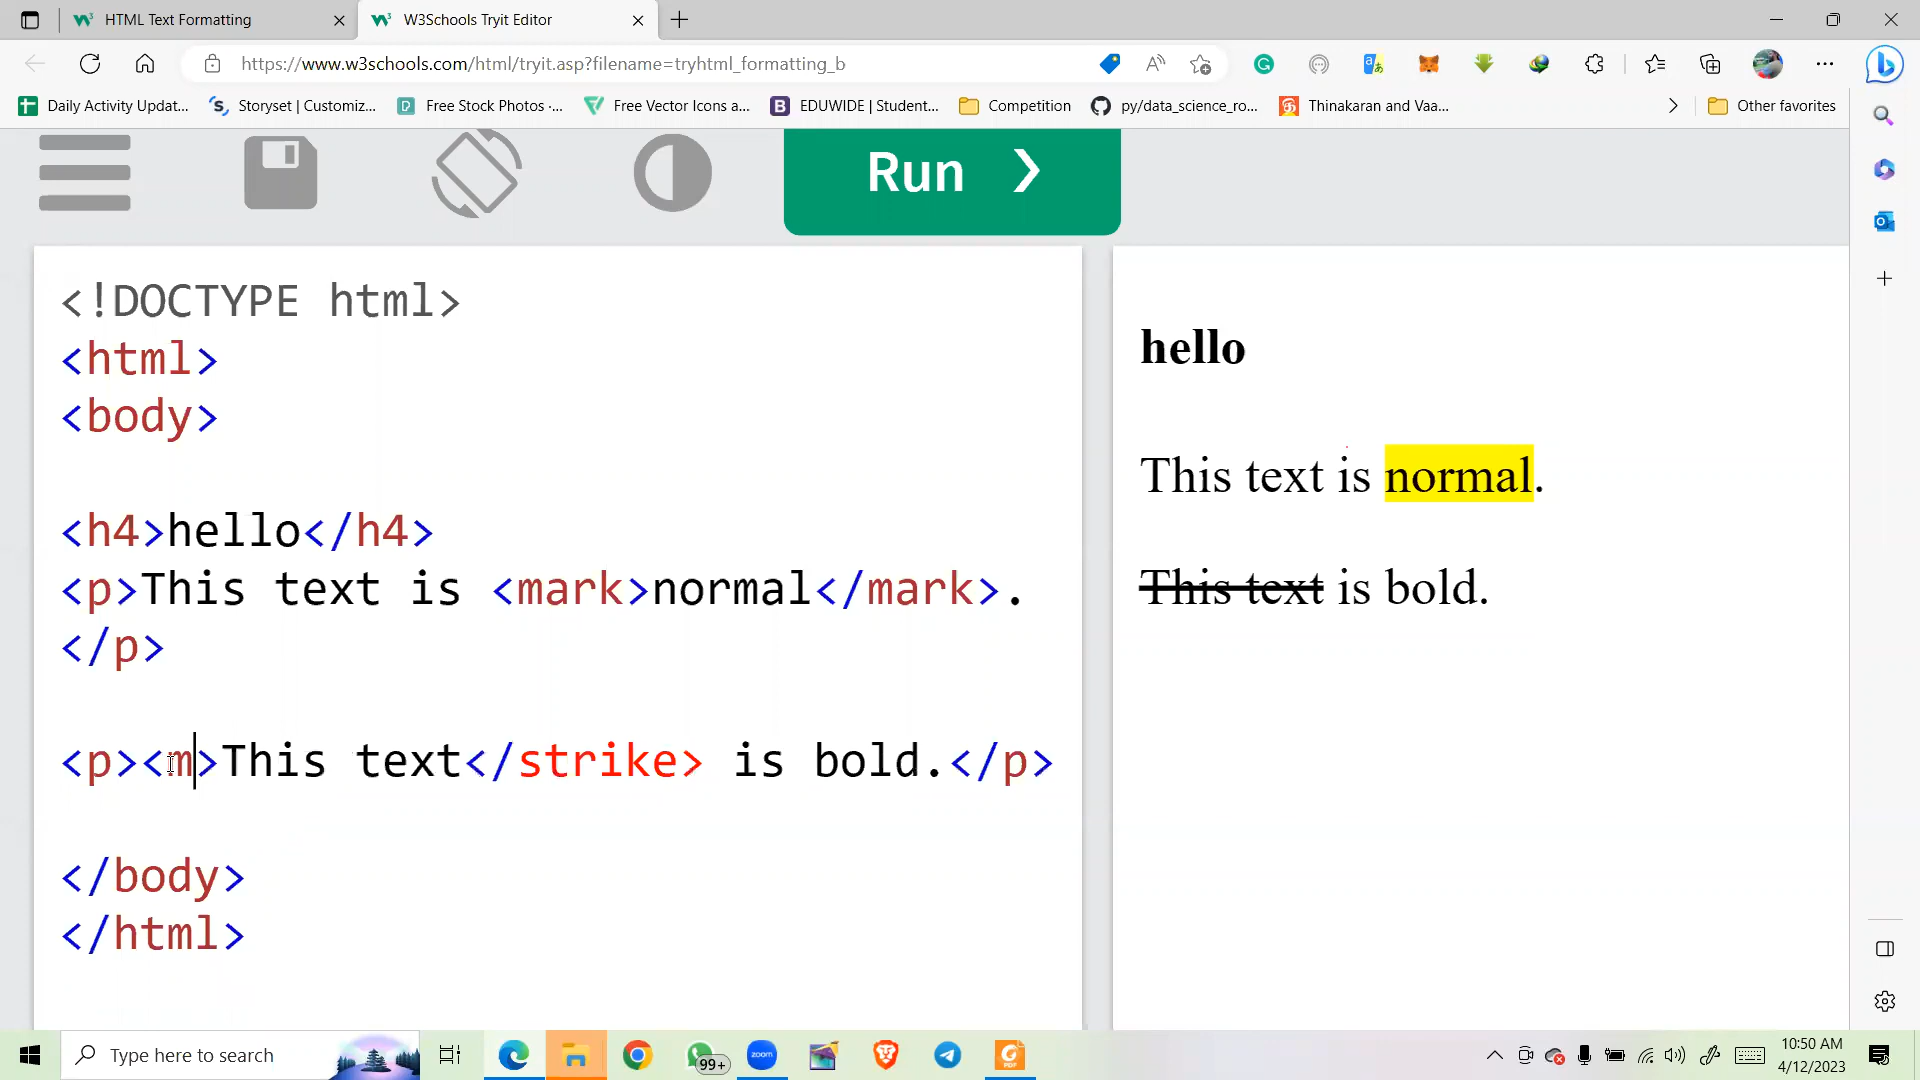 HTML Text Formatting
W3Schools Tryit Editor
https://www.w3schools.com/html/tryit.asp?filename=tryhtml_formatting_b
Daily Activity Updat...
Storyset | Customiz...
Free Stock Photos ·...
Free Vector Icons a...
EDUWIDE | Student...
Competition
py/data_science_ro...
Thinakaran and Vaa...
Other favorites
Run ❯
<!DOCTYPE html>
<html>
<body>
<h4>hello</h4>
<p>This text is <mark>normal</mark>.
</p>
<p><m>This text</strike> is bold.</p>
</body>
</html>
hello
This text is normal.
This text is bold.
Type here to search
99+
zoom
PDF
10:50 AM
4/12/2023